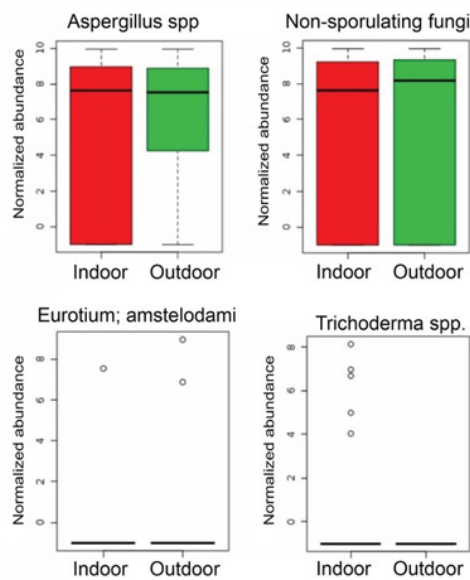 Aspergillus spp
Normalized abundance
10
8
6
4
2
0
Indoor Outdoor
Non-sporulating fungi
Normalized abundance
10
8
6
4
2
0
Indoor Outdoor
Eurotium; amstelodami
Normalized abundance
8
6
4
2
0
Indoor Outdoor
Trichoderma spp.
Normalized abundance
8
6
4
2
0
Indoor Outdoor